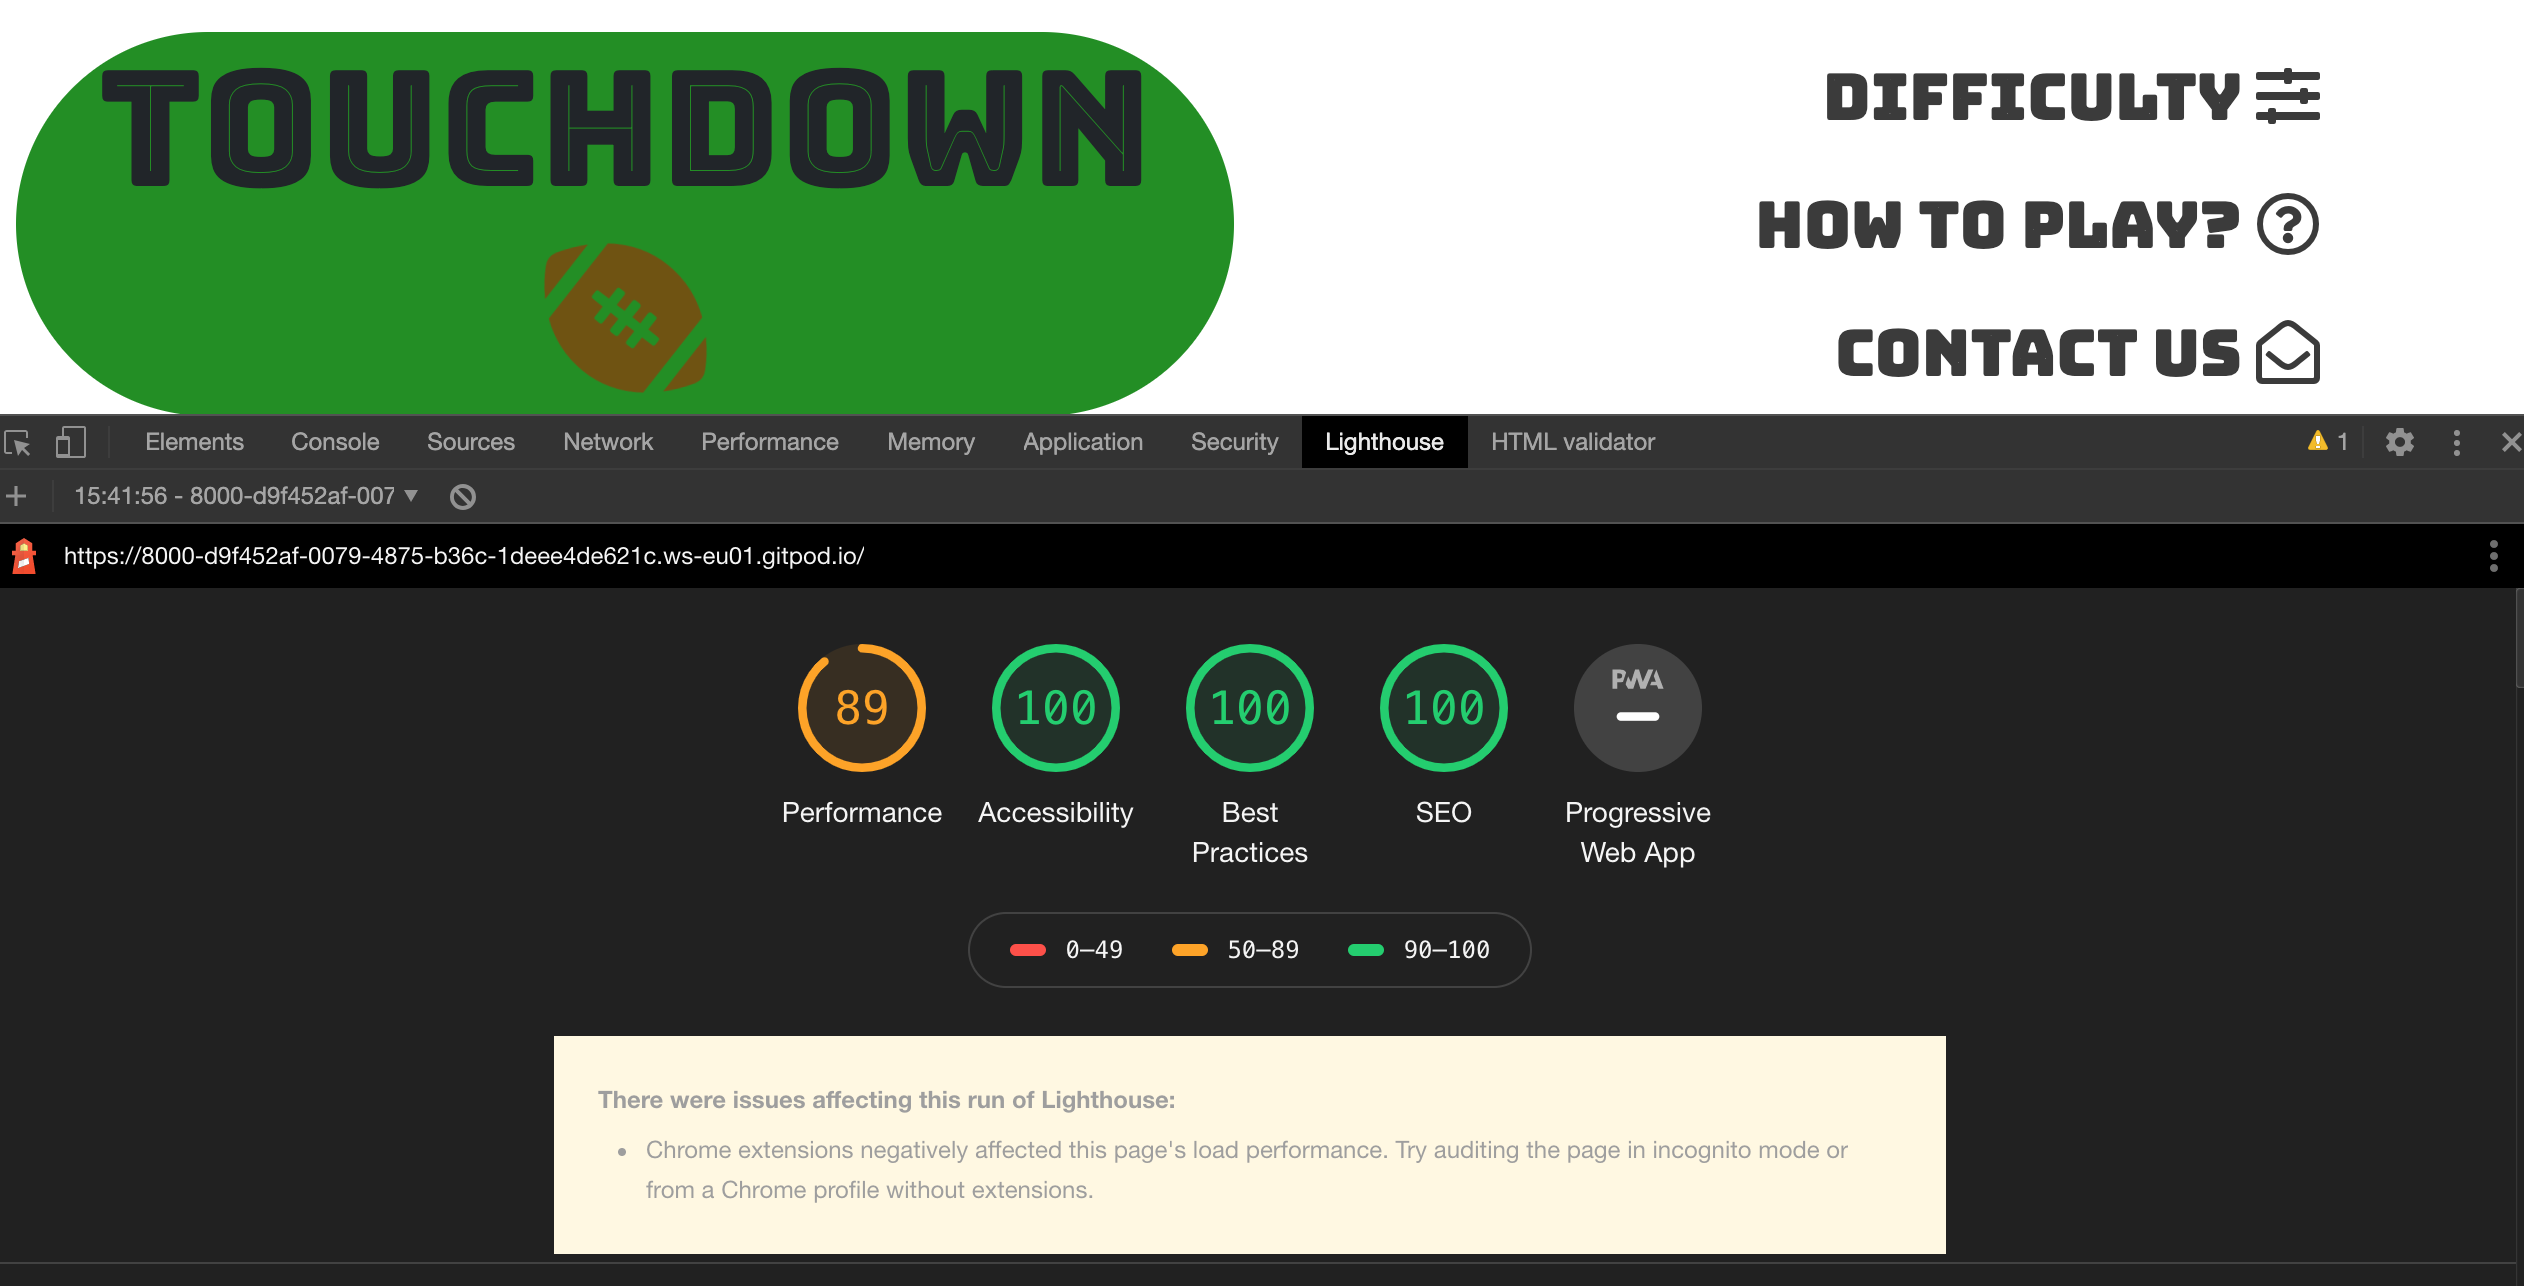 TOUCHDOWN
DIFFICULTY
HOW TO PLAY?
CONTACT US
Elements Console Sources Network Performance Memory Application Security Lighthouse HTML validator 1
15:41:56 - 8000-d9f452af-007
https://8000-d9f452af-0079-4875-b36c-1deee4de621c.ws-eu01.gitpod.io/
89 100 100 100 PWA
Performance Accessibility Best Practices SEO Progressive Web App
0–49 50–89 90–100
There were issues affecting this run of Lighthouse:
• Chrome extensions negatively affected this page's load performance. Try auditing the page in incognito mode or
from a Chrome profile without extensions.